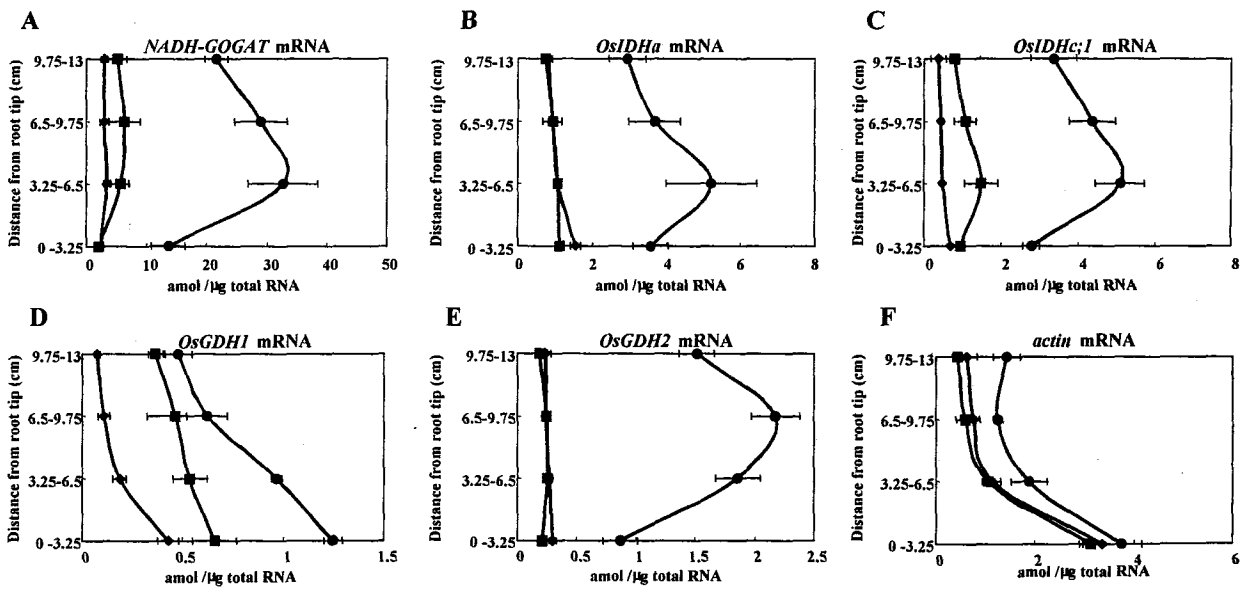 A
NADH-GOGAT mRNA
Distance from root tip (cm)
9.75-13
6.5-9.75
3.25-6.5
0 -3.25
0 10 20 30 40 50
amol /μg total RNA
B
OsIDHa mRNA
Distance from root tip (cm)
9.75-13
6.5-9.75
3.25-6.5
0 -3.25
0 2 4 6 8
amol /μg total RNA
C
OsIDHc;1 mRNA
Distance from root tip (cm)
9.75-13
6.5-9.75
3.25-6.5
0 -3.25
0 2 4 6 8
amol /μg total RNA
D
OsGDH1 mRNA
Distance from root tip (cm)
9.75-13
6.5-9.75
3.25-6.5
0 -3.25
0 0.5 1 1.5
amol /μg total RNA
E
OsGDH2 mRNA
Distance from root tip (cm)
9.75-13
6.5-9.75
3.25-6.5
0 -3.25
0 0.5 1 1.5 2 2.5
amol /μg total RNA
F
actin mRNA
Distance from root tip (cm)
9.75-13
6.5-9.75
3.25-6.5
0 -3.25
0 2 4 6
amol /μg total RNA